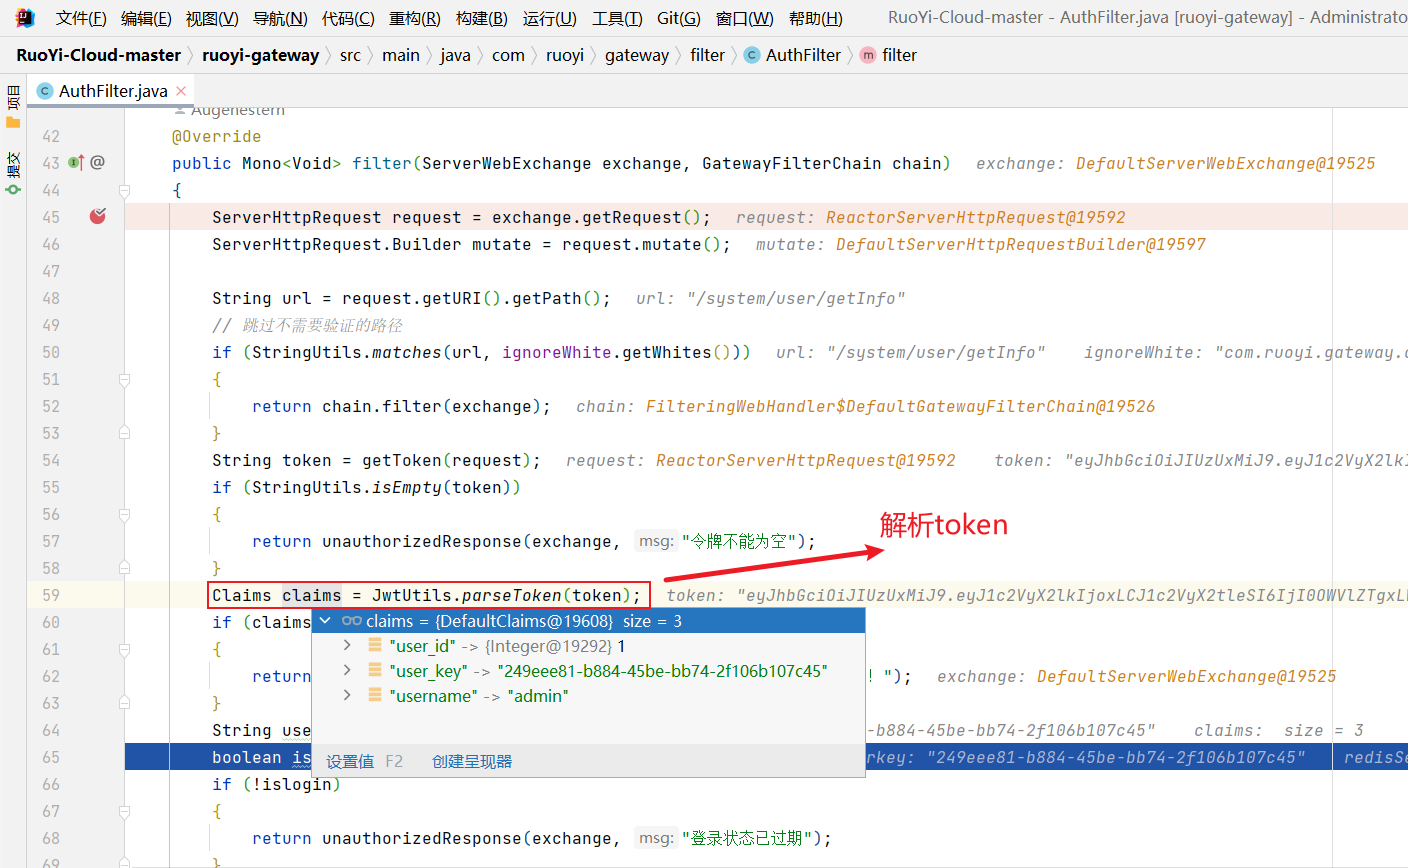 文件(F) 编辑(E) 视图(V) 导航(N) 代码(C) 重构(R) 构建(B) 运行(U) 工具(T) Git(G) 窗口(W) 帮助(H) RuoYi-Cloud-master - AuthFilter.java [ruoyi-gateway] - Administrato
RuoYi-Cloud-master ruoyi-gateway src main java com ruoyi gateway filter AuthFilter filter
项目
提交
AuthFilter.java
Augenestern
42 @Override
43 public Mono<Void> filter(ServerWebExchange exchange, GatewayFilterChain chain) exchange: DefaultServerWebExchange@19525
44 {
45 ServerHttpRequest request = exchange.getRequest(); request: ReactorServerHttpRequest@19592
46 ServerHttpRequest.Builder mutate = request.mutate(); mutate: DefaultServerHttpRequestBuilder@19597
47
48 String url = request.getURI().getPath(); url: "/system/user/getInfo"
49 // 跳过不需要验证的路径
50 if (StringUtils.matches(url, ignoreWhite.getWhites())) url: "/system/user/getInfo" ignoreWhite: "com.ruoyi.gateway.c
51 {
52 return chain.filter(exchange); chain: FilteringWebHandler$DefaultGatewayFilterChain@19526
53 }
54 String token = getToken(request); request: ReactorServerHttpRequest@19592 token: "eyJhbGciOiJIUzUxMiJ9.eyJ1c2VyX2lkI
55 if (StringUtils.isEmpty(token))
56 {
57 return unauthorizedResponse(exchange, msg: "令牌不能为空");
58 }
解析token
59 Claims claims = JwtUtils.parseToken(token); token: "eyJhbGciOiJIUzUxMiJ9.eyJ1c2VyX2lkIjoxLCJ1c2VyX2tleSI6IjI0OWVlZTgxL
60 if (claims
claims = {DefaultClaims@19608} size = 3
61 {
"user_id" -> {Integer@19292} 1
62 return ! "); exchange: DefaultServerWebExchange@19525
"user_key" -> "249eee81-b884-45be-bb74-2f106b107c45"
63 }
"username" -> "admin"
64 String use -b884-45be-bb74-2f106b107c45" claims: size = 3
65 boolean is rkey: "249eee81-b884-45be-bb74-2f106b107c45" redisSe
设置值 F2 创建呈现器
66 if (!islogin)
67 {
68 return unauthorizedResponse(exchange, msg: "登录状态已过期");
69 }